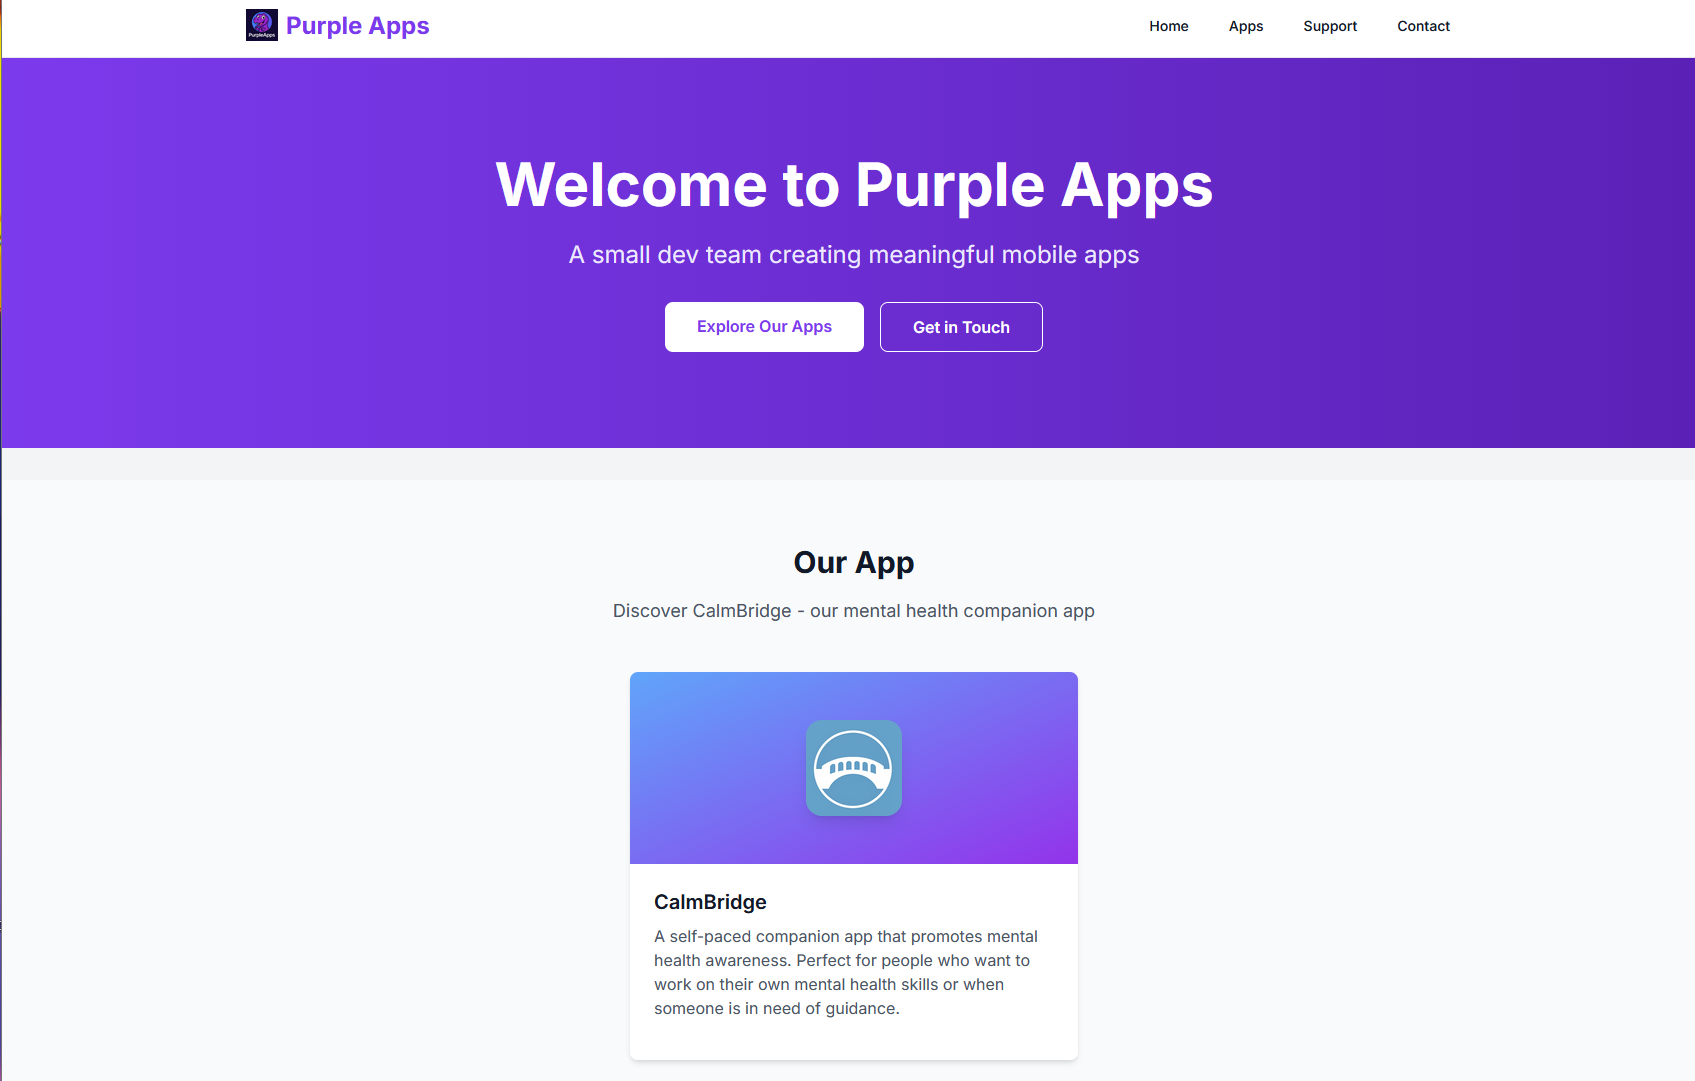 PurpleApps
Purple Apps
Home
Apps
Support
Contact
Welcome to Purple Apps
A small dev team creating meaningful mobile apps
Explore Our Apps
Get in Touch
Our App
Discover CalmBridge - our mental health companion app
CalmBridge
A self-paced companion app that promotes mental
health awareness. Perfect for people who want to
work on their own mental health skills or when
someone is in need of guidance.